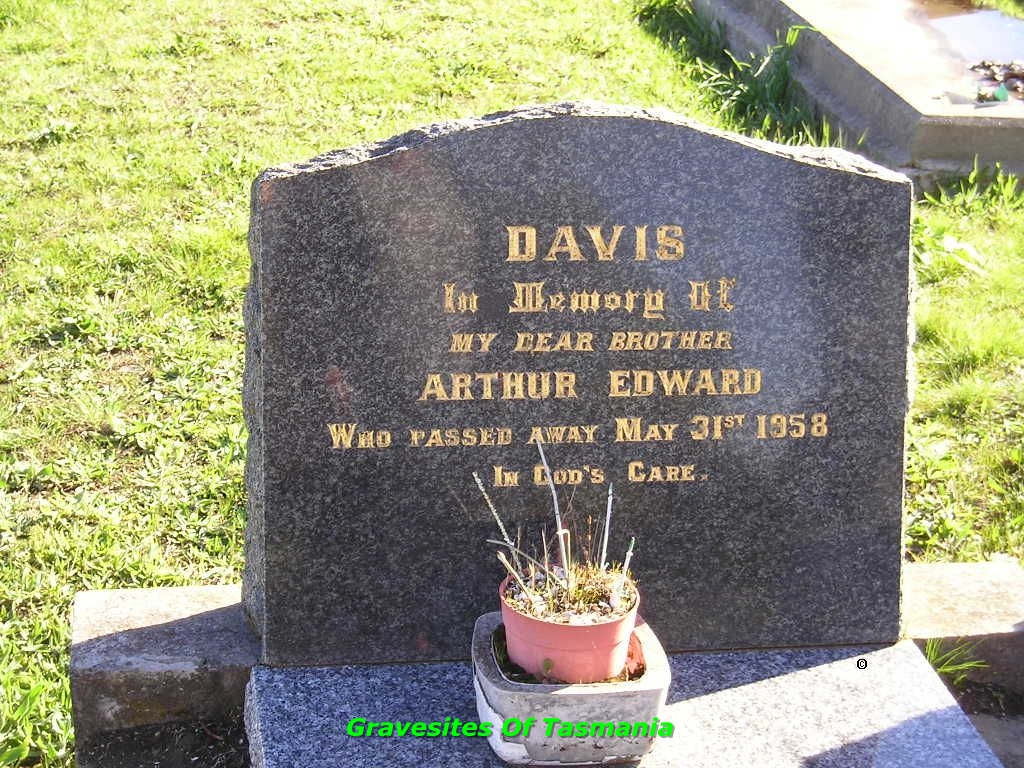 DAVIS
In Memory Of
MY DEAR BROTHER
ARTHUR EDWARD
WHO PASSED AWAY MAY 31ST 1958
IN GOD'S CARE.
©
Gravesites Of Tasmania